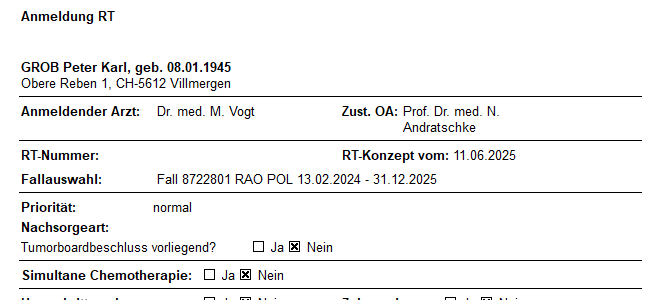 Anmeldung RT
GROB Peter Karl, geb. 08.01.1945
Obere Reben 1, CH-5612 Villmergen
Anmeldender Arzt: Dr. med. M. Vogt Zust. OA: Prof. Dr. med. N.
Andratschke
RT-Nummer: RT-Konzept vom: 11.06.2025
Fallauswahl: Fall 8722801 RAO POL 13.02.2024 - 31.12.2025
Priorität: normal
Nachsorgeart:
Tumorboardbeschluss vorliegend? ☐ Ja ☒ Nein
Simultane Chemotherapie: ☐ Ja ☒ Nein